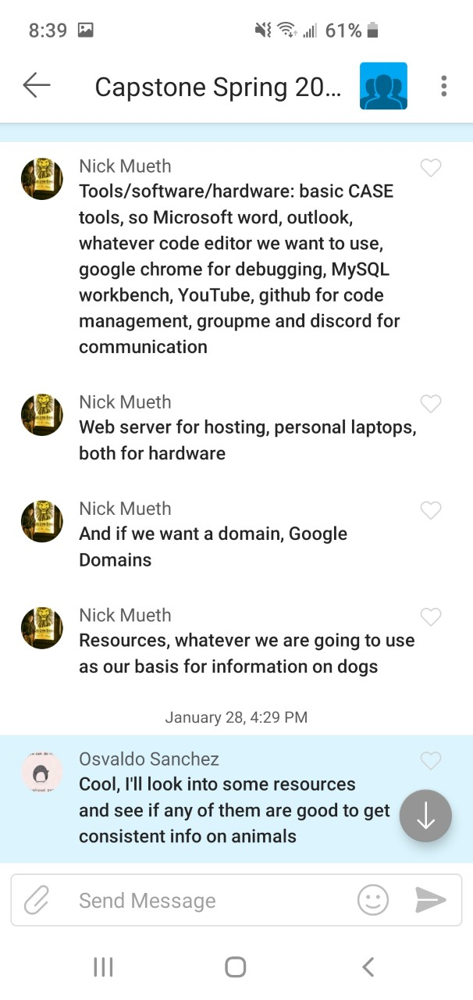 8:39
61%
Capstone Spring 20...
Nick Mueth
Tools/software/hardware: basic CASE
tools, so Microsoft word, outlook,
whatever code editor we want to use,
google chrome for debugging, MySQL
workbench, YouTube, github for code
management, groupme and discord for
communication
Nick Mueth
Web server for hosting, personal laptops,
both for hardware
Nick Mueth
And if we want a domain, Google
Domains
Nick Mueth
Resources, whatever we are going to use
as our basis for information on dogs
January 28, 4:29 PM
Osvaldo Sanchez
Cool, I'll look into some resources
and see if any of them are good to get
consistent info on animals
Send Message